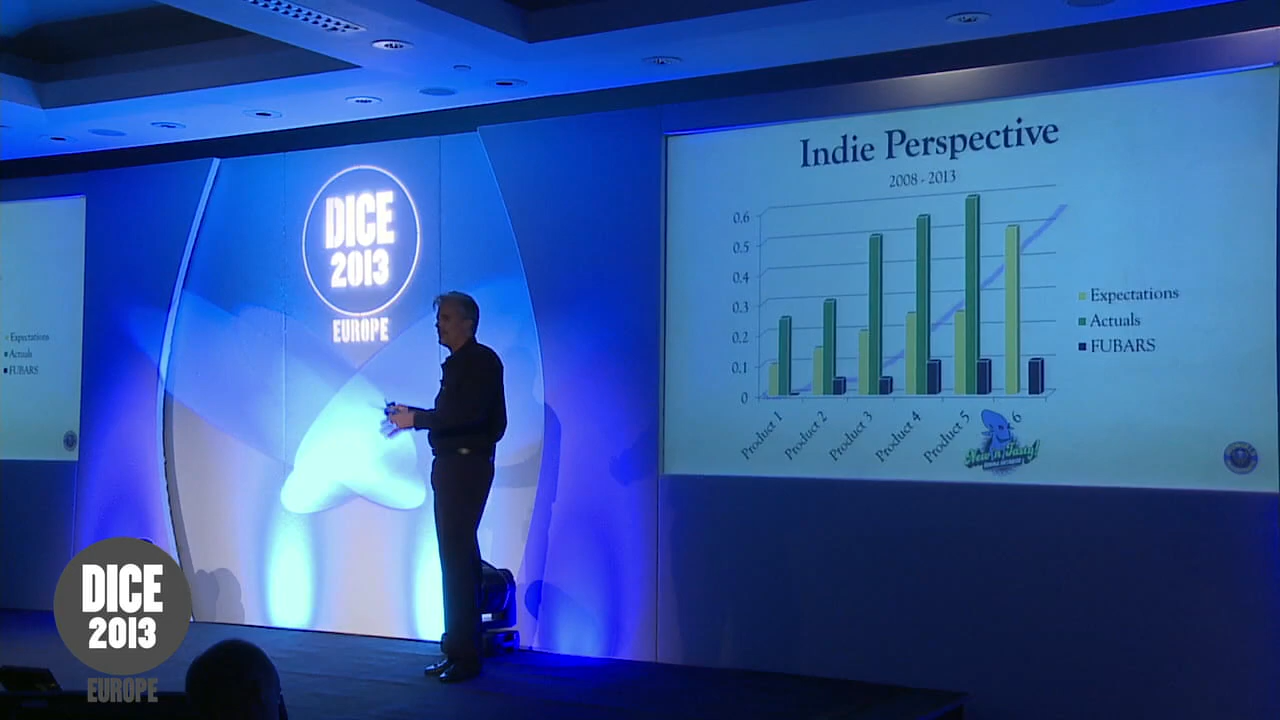 DICE
2013
EUROPE
Indie Perspective
2008 - 2013
0.6
0.5
0.4
0.3
0.2
0.1
0
Product 1
Product 2
Product 3
Product 4
Product 5
6
New 'n' Tasty!
Expectations
Actuals
FUBARS
Expectations
Actuals
FUBARS
DICE
2013
EUROPE